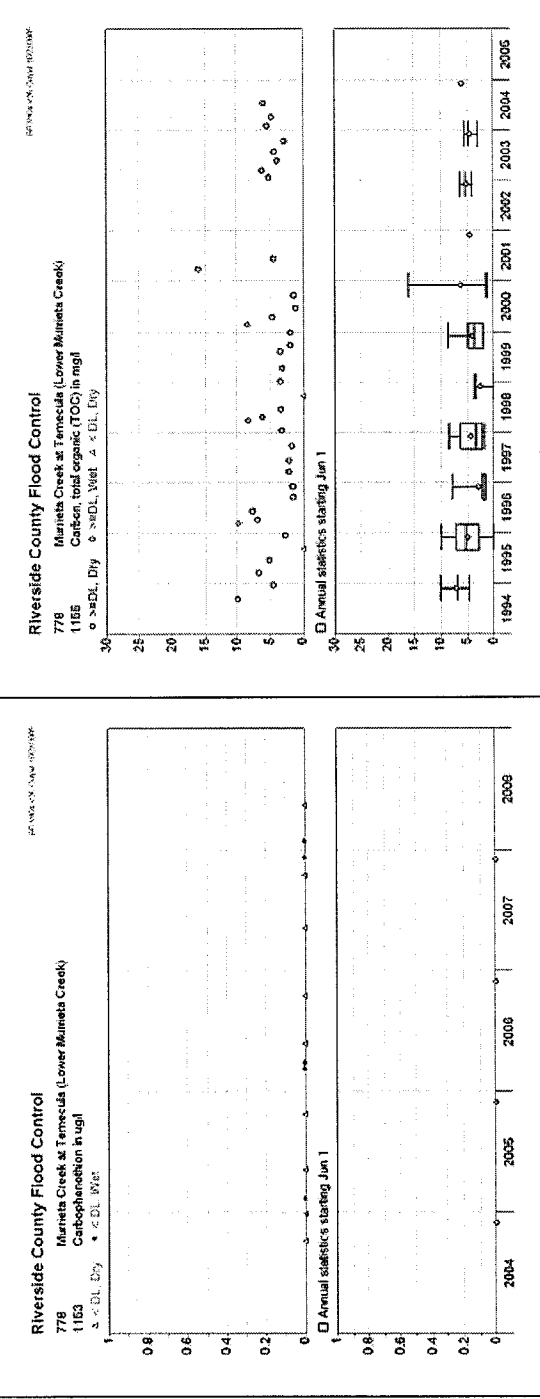 Riverside County Flood Control
778 Murrieta Creek at Temecula (Lower Murrieta Creek)
1153 Carbophenothion in ug/l
△ < DL, Dry ◆ < DL, Wet
1
0.8
0.6
0.4
0.2
0
□ Annual statistics starting Jun 1
1
0.8
0.6
0.4
0.2
0
2004 2005 2006 2007 2008
Riverside County Flood Control
778 Murrieta Creek at Temecula (Lower Murrieta Creek)
1155 Carbon, total organic (TOC) in mg/l
○ >=DL, Dry ◇ >=DL, Wet △ < DL, Dry
30
25
20
15
10
5
0
□ Annual statistics starting Jun 1
30
25
20
15
10
5
0
1994 1995 1996 1997 1998 1999 2000 2001 2002 2003 2004 2005